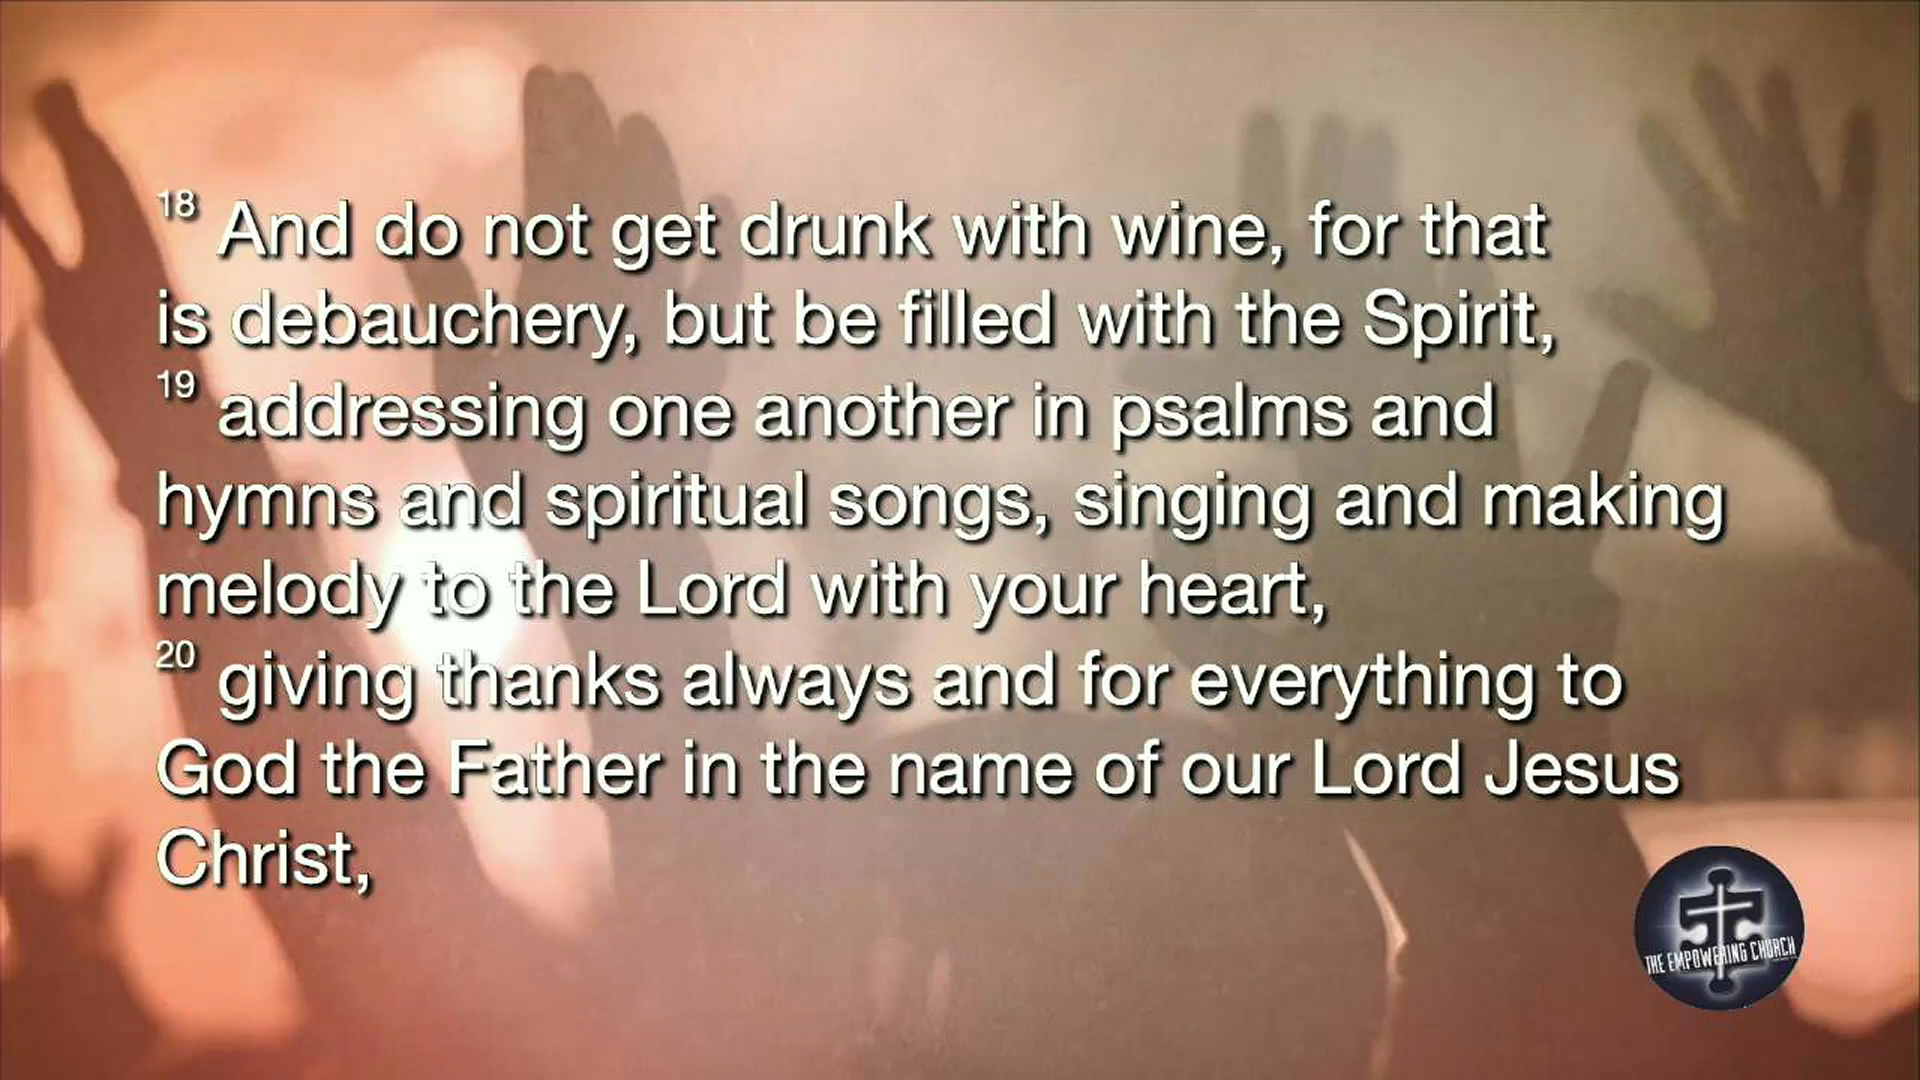 18 And do not get drunk with wine, for that
is debauchery, but be filled with the Spirit,
19 addressing one another in psalms and
hymns and spiritual songs, singing and making
melody to the Lord with your heart,
20 giving thanks always and for everything to
God the Father in the name of our Lord Jesus
Christ,
THE EMPOWERING CHURCH